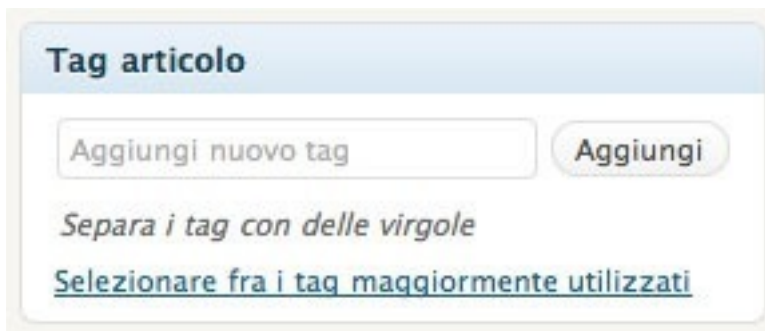 Tag articolo
Aggiungi nuovo tag Aggiungi
Separa i tag con delle virgole
Selezionare fra i tag maggiormente utilizzati